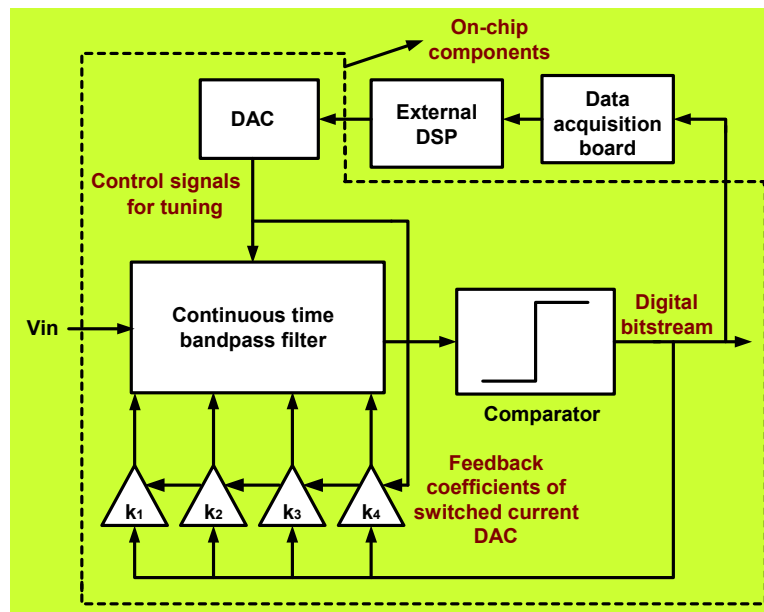 On-chip
components
DAC
External
DSP
Data
acquisition
board
Control signals
for tuning
Vin
Continuous time
bandpass filter
Digital
bitstream
Comparator
k1
k2
k3
k4
Feedback
coefficients of
switched current
DAC